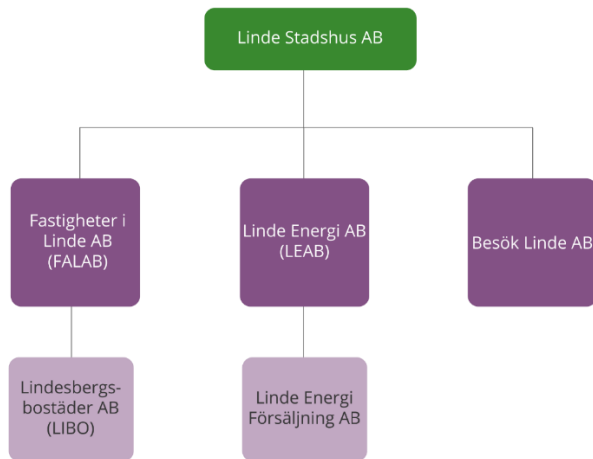 Linde Stadshus AB
Fastigheter i
Linde AB
(FALAB)
Linde Energi AB
(LEAB)
Besök Linde AB
Lindesbergs-
bostäder AB
(LIBO)
Linde Energi
Försäljning AB